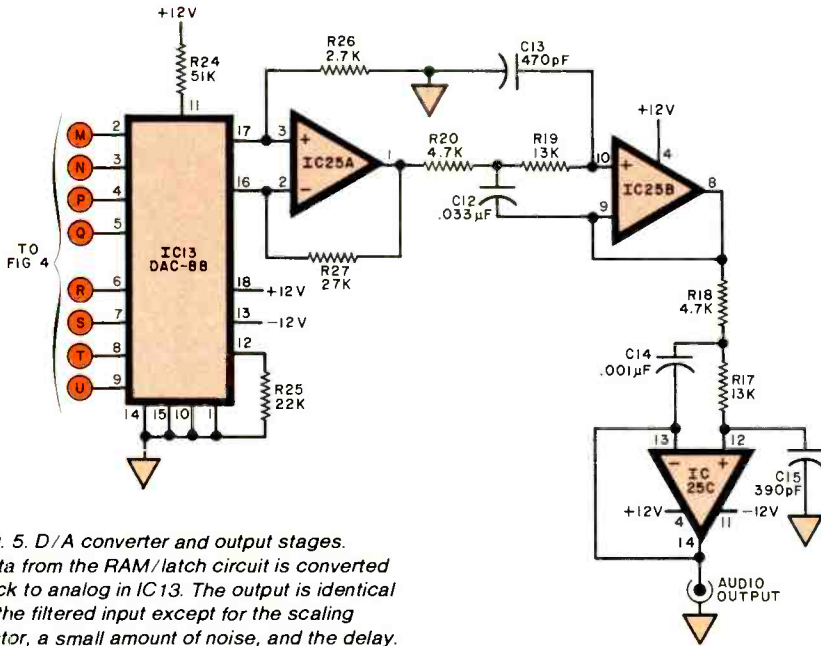 +12V
R24
51K
11
R26
2.7K
C13
470pF
M 2
N 3
P 4
Q 5
R 6
S 7
T 8
U 9
TO
FIG 4
IC13
DAC-88
17
16
18 +12V
13 -12V
12
R25
22K
14 15 10 1
3
+
IC25A
2
-
1
R27
27K
R20
4.7K
R19
13K
C12
.033µF
+12V
4
10
+
IC25B
9
-
8
R18
4.7K
C14
.001µF
R17
13K
13 12
- +
IC
25C
C15
390pF
+12V 4
11 -12V
14
AUDIO
OUTPUT
. 5. D/A converter and output stages.
ta from the RAM/latch circuit is converted
ck to analog in IC13. The output is identical
the filtered input except for the scaling
ctor, a small amount of noise, and the delay.